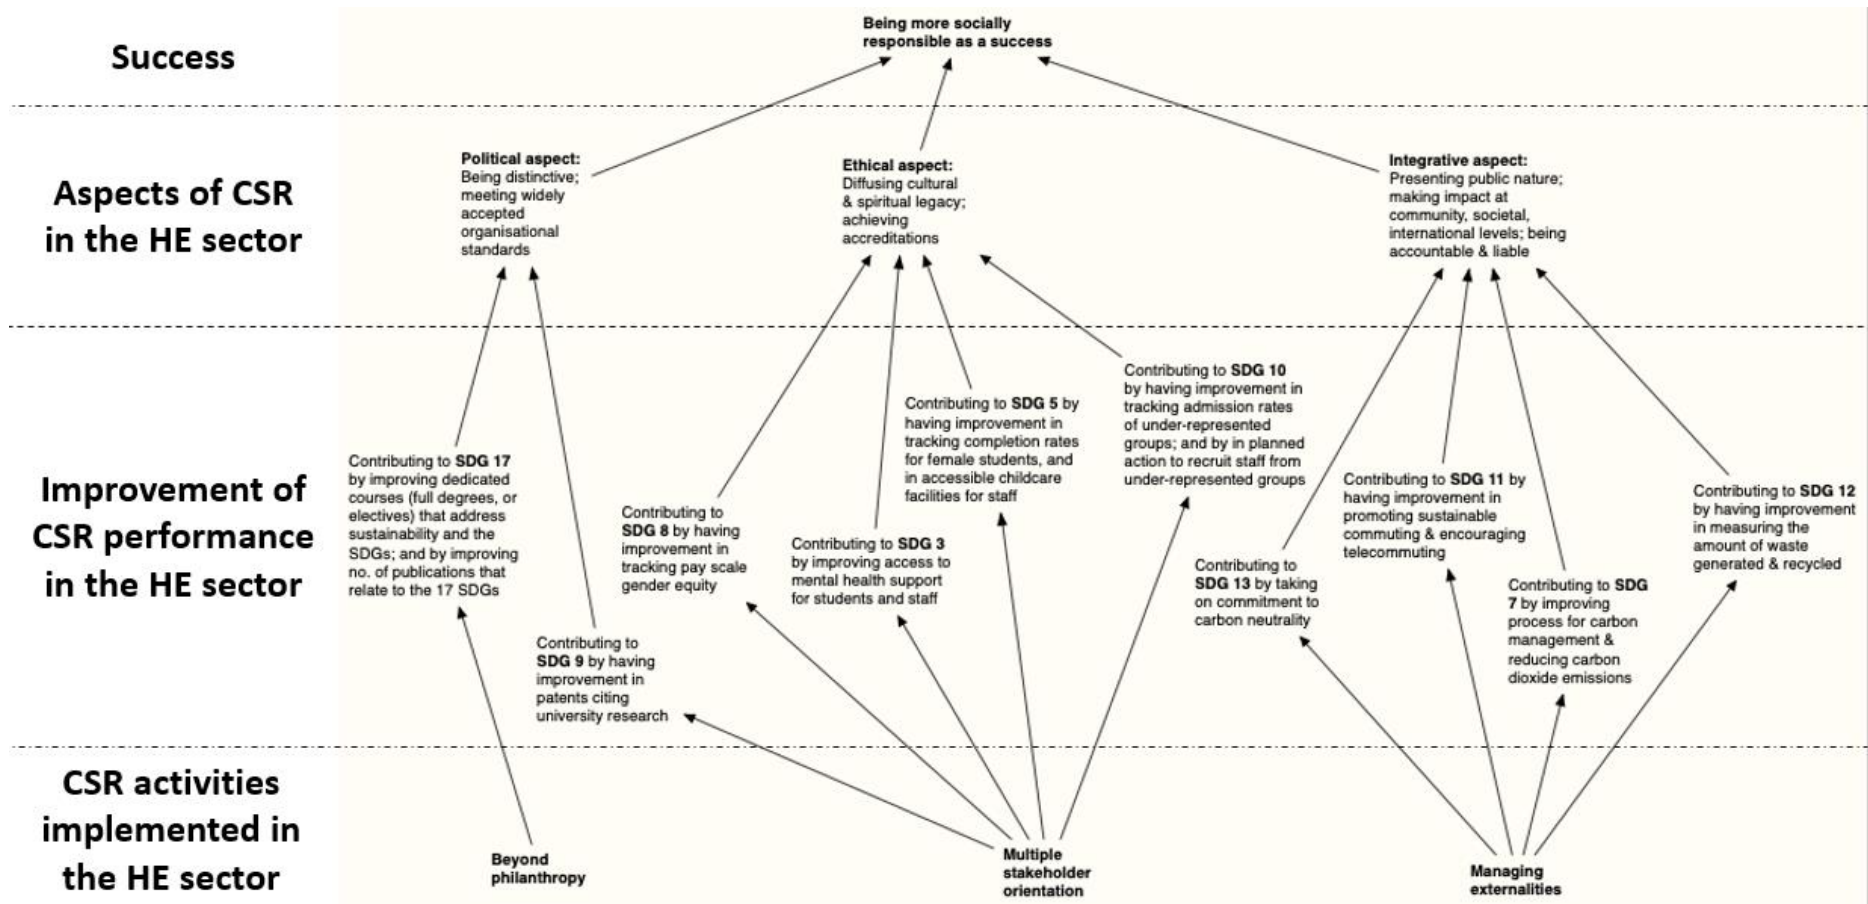 Success
Being more socially
responsible as a success
Aspects of CSR
in the HE sector
Political aspect:
Being distinctive;
meeting widely
accepted
organisational
standards
Ethical aspect:
Diffusing cultural
& spiritual legacy;
achieving
accreditations
Integrative aspect:
Presenting public nature;
making impact at
community, societal,
international levels; being
accountable & liable
Improvement of
CSR performance
in the HE sector
Contributing to SDG 17
by improving dedicated
courses (full degrees, or
electives) that address
sustainability and the
SDGs; and by improving
no. of publications that
relate to the 17 SDGs
Contributing to
SDG 9 by having
improvement in
patents citing
university research
Contributing to
SDG 8 by having
improvement in
tracking pay scale
gender equity
Contributing to SDG 3
by improving access to
mental health support
for students and staff
Contributing to SDG 5 by
having improvement in
tracking completion rates
for female students, and
in accessible childcare
facilities for staff
Contributing to SDG 10
by having improvement in
tracking admission rates
of under-represented
groups; and by in planned
action to recruit staff from
under-represented groups
Contributing to
SDG 13 by taking
on commitment to
carbon neutrality
Contributing to SDG 11 by
having improvement in
promoting sustainable
commuting & encouraging
telecommuting
Contributing to SDG
7 by improving
process for carbon
management &
reducing carbon
dioxide emissions
Contributing to SDG 12
by having improvement
in measuring the
amount of waste
generated & recycled
CSR activities
implemented in
the HE sector
Beyond
philanthropy
Multiple
stakeholder
orientation
Managing
externalities